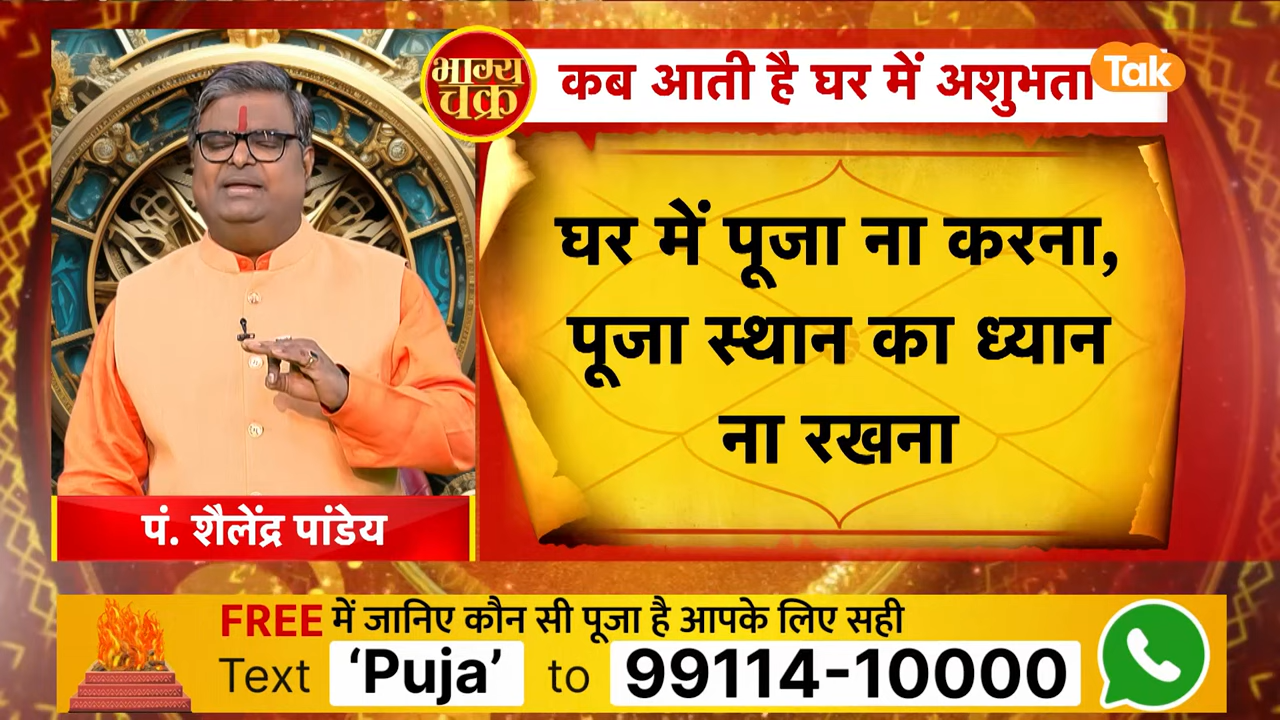 भाग्य
चक्र
कब आती है घर में अशुभता
Tak
घर में पूजा ना करना,
पूजा स्थान का ध्यान
ना रखना
पं. शैलेंद्र पांडेय
FREE में जानिए कौन सी पूजा है आपके लिए सही
Text 'Puja' to 99114-10000